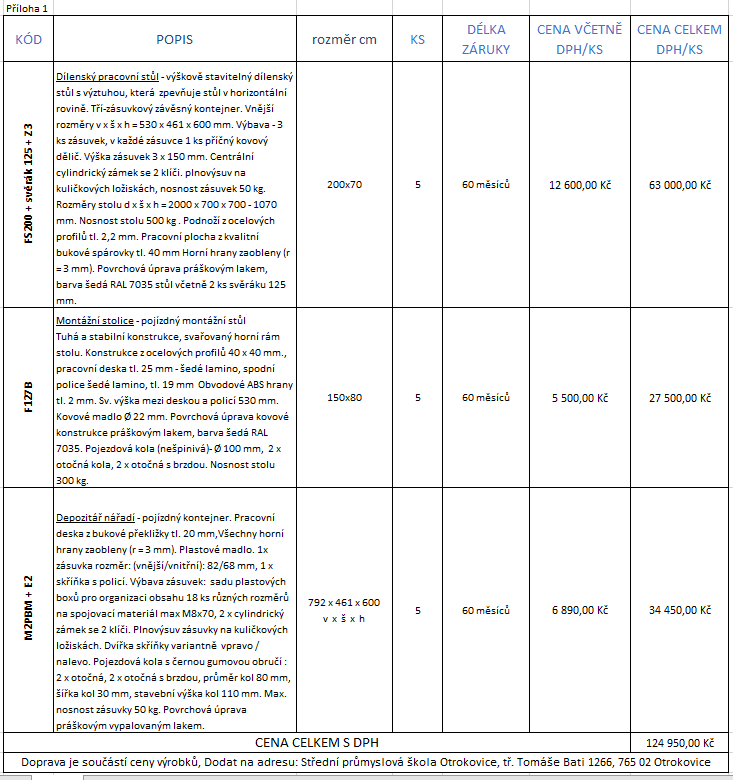 Příloha 1
KÓD
POPIS
rozměr cm
KS
DÉLKA
ZÁRUKY
CENA VČETNĚ
DPH/KS
CENA CELKEM
DPH/KS
FS200 + svěrák 125 + Z3
Dílenský pracovní stůl - výškově stavitelný dílenský
stůl s výztuhou, která zpevňuje stůl v horizontální
rovině. Tří-zásuvkový závěsný kontejner. Vnější
rozměry v x š x h = 530 x 461 x 600 mm. Výbava - 3
ks zásuvek, v každé zásuvce 1 ks příčný kovový
dělič. Výška zásuvek 3 x 150 mm. Centrální
cylindrický zámek se 2 klíči. plnovýsuv na
kuličkových ložiskách, nosnost zásuvek 50 kg.
Rozměry stolu d x š x h = 2000 x 700 x 700 - 1070
mm. Nosnost stolu 500 kg . Podnoží z ocelových
profilů tl. 2,2 mm. Pracovní plocha z kvalitní
bukové spárovky tl. 40 mm Horní hrany zaobleny (r
= 3 mm). Povrchová úprava práškovým lakem,
barva šedá RAL 7035 stůl včetně 2 ks svěráku 125
mm.
200x70
5
60 měsíců
12 600,00 Kč
63 000,00 Kč
F127B
Montážní stolice - pojízdný montážní stůl
Tuhá a stabilní konstrukce, svařovaný horní rám
stolu. Konstrukce z ocelových profilů 40 x 40 mm.,
pracovní deska tl. 25 mm - šedé lamino, spodní
police šedé lamino, tl. 19 mm Obvodové ABS hrany
tl. 2 mm. Sv. výška mezi deskou a policí 530 mm.
Kovové madlo Ø 22 mm. Povrchová úprava kovové
konstrukce práškovým lakem, barva šedá RAL
7035. Pojezdová kola (nešpinivá)- Ø 100 mm, 2 x
otočná kola, 2 x otočná s brzdou. Nosnost stolu
300 kg.
150x80
5
60 měsíců
5 500,00 Kč
27 500,00 Kč
M2PBM + E2
Depozitář nářadí - pojízdný kontejner. Pracovní
deska z bukové překližky tl. 20 mm,Všechny horní
hrany zaobleny (r = 3 mm). Plastové madlo. 1x
zásuvka rozměr: (vnější/vnitřní): 82/68 mm, 1 x
skříňka s policí. Výbava zásuvek: sadu plastových
boxů pro organizaci obsahu 18 ks různých rozměrů
na spojovací materiál max M8x70, 2 x cylindrický
zámek se 2 klíči. Plnovýsuv zásuvky na kuličkových
ložiskách. Dvířka skříňky variantně vpravo /
nalevo. Pojezdová kola s černou gumovou obručí :
2 x otočná, 2 x otočná s brzdou, průměr kol 80 mm,
šířka kol 30 mm, stavební výška kol 110 mm. Max.
nosnost zásuvky 50 kg. Povrchová úprava
práškovým vypalovaným lakem.
792 x 461 x 600
v x š x h
5
60 měsíců
6 890,00 Kč
34 450,00 Kč
CENA CELKEM S DPH
124 950,00 Kč
Doprava je součástí ceny výrobků, Dodat na adresu: Střední průmyslová škola Otrokovice, tř. Tomáše Bati 1266, 765 02 Otrokovice